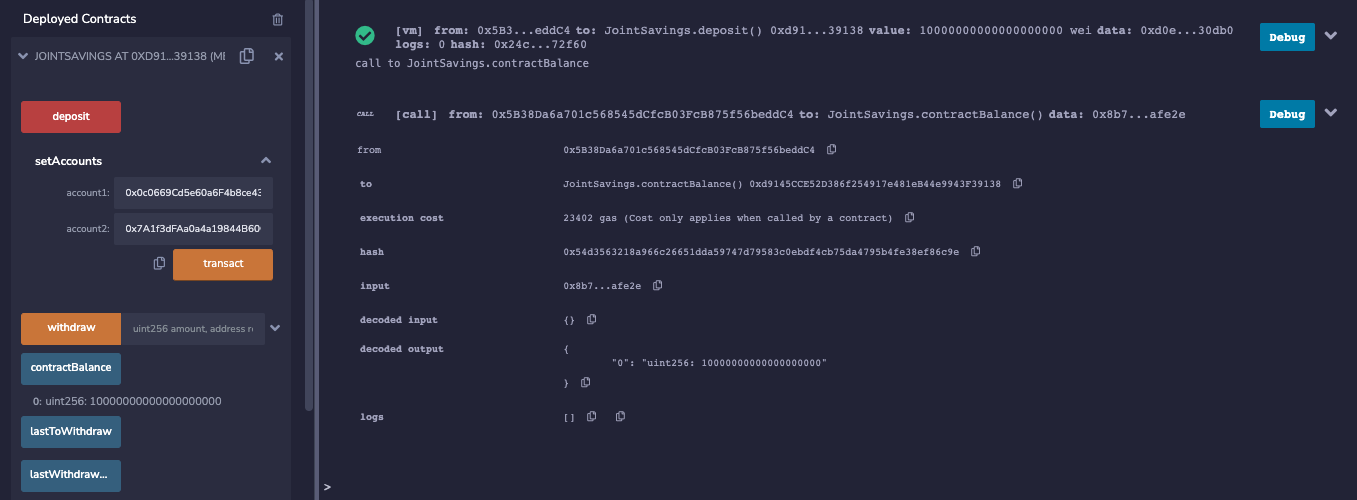 Deployed Contracts
JOINTSAVINGS AT 0XD91...39138 (ME
deposit
setAccounts
account1: 0x0c0669Cd5e60a6F4b8ce43
account2: 0x7A1f3dFAa0a4a19844B60
transact
withdraw uint256 amount, address re
contractBalance
0: uint256: 10000000000000000000
lastToWithdraw
lastWithdraw...
[vm] from: 0x5B3...eddC4 to: JointSavings.deposit() 0xd91...39138 value: 10000000000000000000 wei data: 0xd0e...30db0
logs: 0 hash: 0x24c...72f60
Debug
call to JointSavings.contractBalance
CALL [call] from: 0x5B38Da6a701c568545dCfcB03FcB875f56beddC4 to: JointSavings.contractBalance() data: 0x8b7...afe2e Debug
from 0x5B38Da6a701c568545dCfcB03FcB875f56beddC4
to JointSavings.contractBalance() 0xd9145CCE52D386f254917e481eB44e9943F39138
execution cost 23402 gas (Cost only applies when called by a contract)
hash 0x54d3563218a966c26651dda59747d79583c0ebdf4cb75da4795b4fe38ef86c9e
input 0x8b7...afe2e
decoded input {}
decoded output {
"0": "uint256: 10000000000000000000"
}
logs []
>